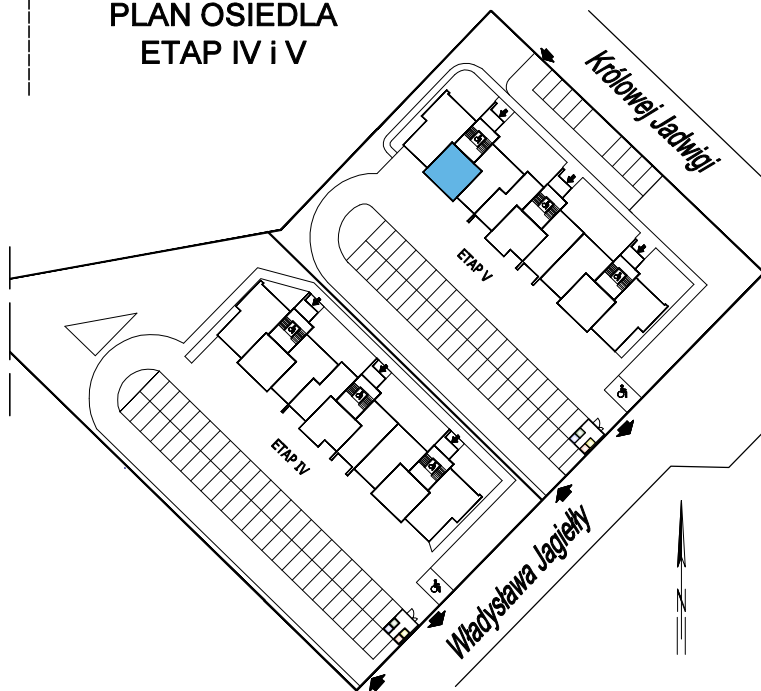 PLAN OSIEDLA
ETAP IV i V
Królowej Jadwigi
ETAP V
ETAP IV
Władysława Jagiełły
N